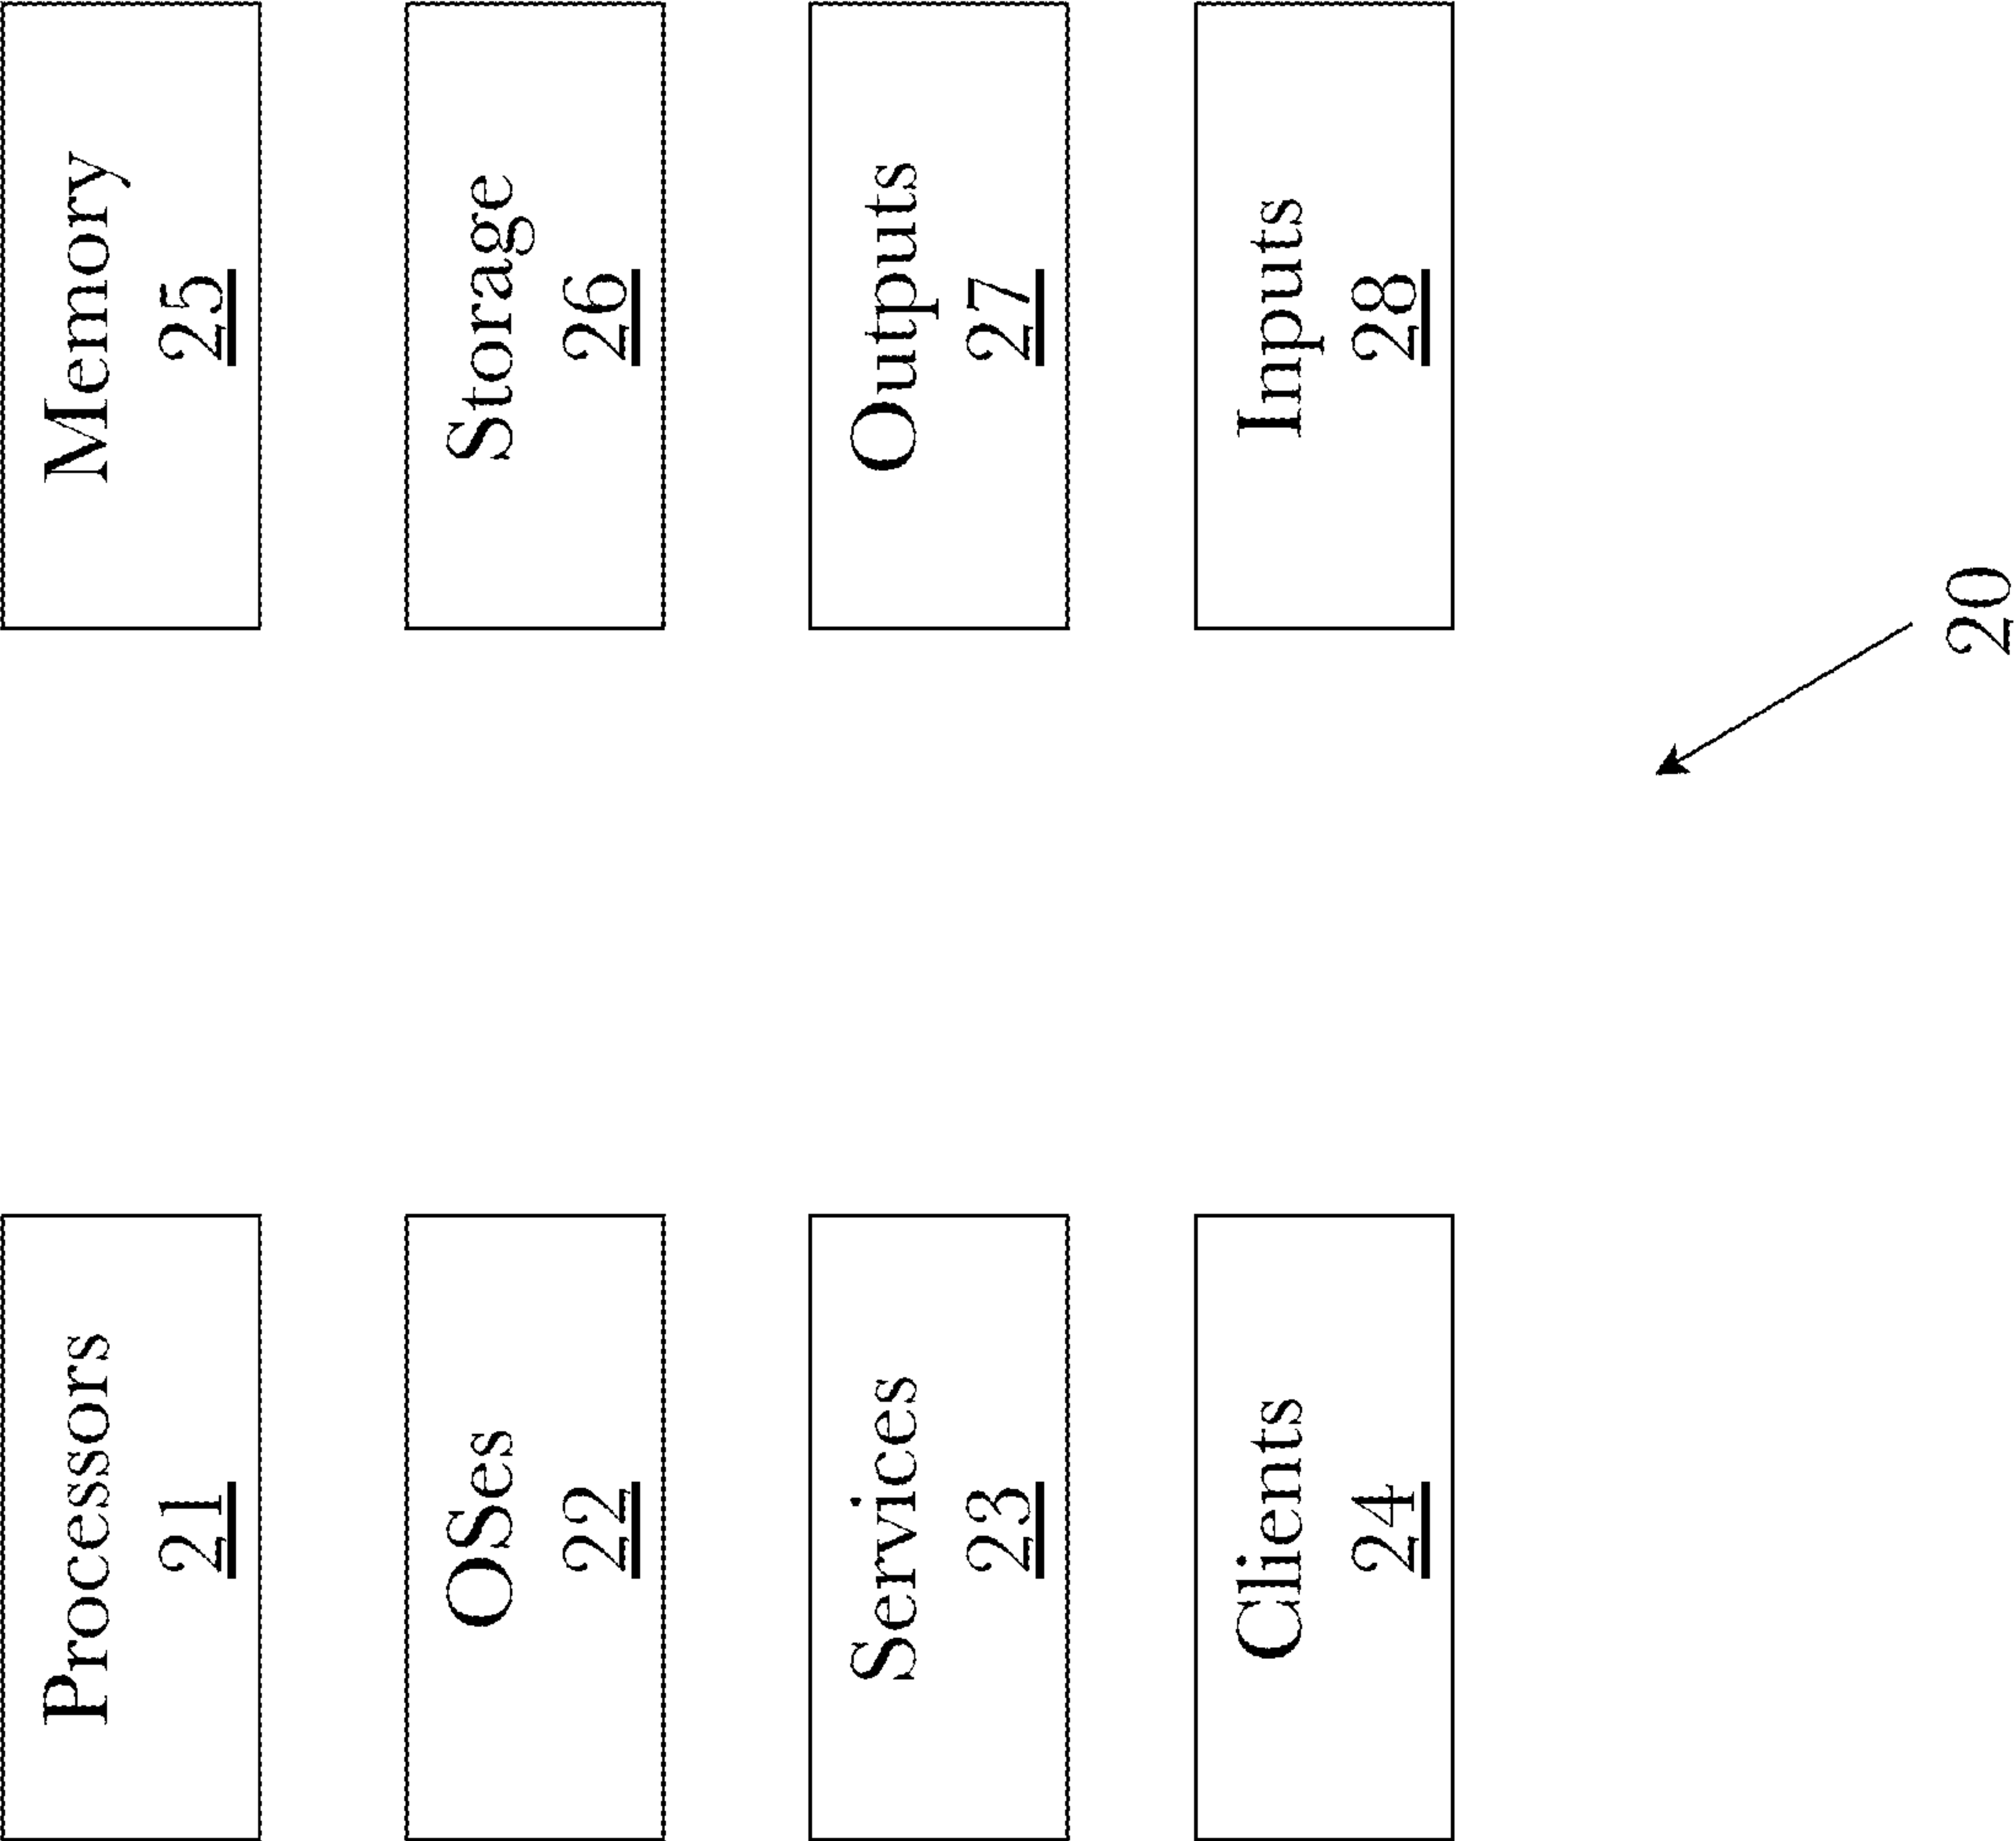 Processors
21
Memory
25
OSes
22
Storage
26
Services
23
Outputs
27
Clients
24
Inputs
28
20